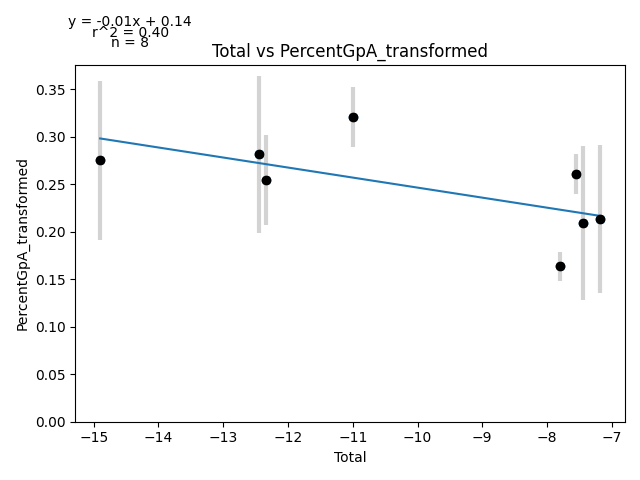 y = -0.01x + 0.14
r^2 = 0.40
n = 8
Total vs PercentGpA_transformed
PercentGpA_transformed
0.35
0.30
0.25
0.20
0.15
0.10
0.05
0.00
−15
−14
−13
−12
−11
−10
−9
−8
−7
Total